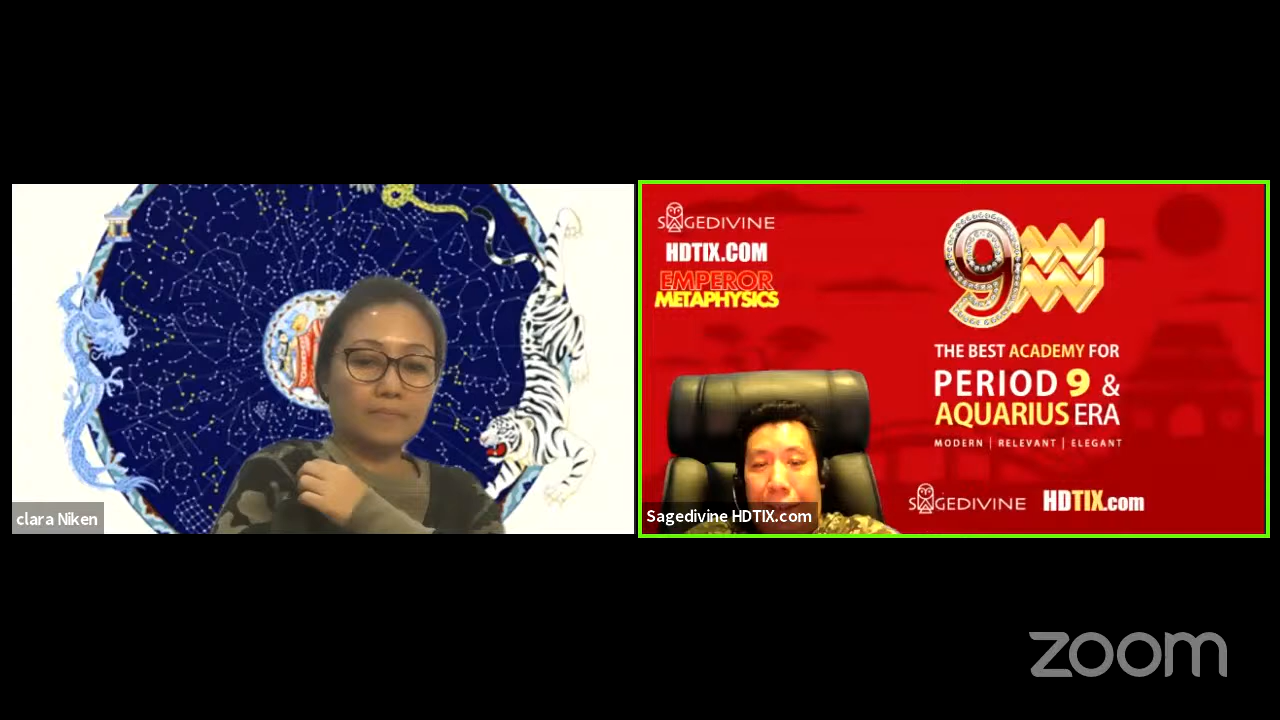 clara Niken
SAGEDIVINE
HDTIX.COM
EMPEROR
METAPHYSICS
9
THE BEST ACADEMY FOR
PERIOD 9 &
AQUARIUS ERA
MODERN | RELEVANT | ELEGANT
SAGEDIVINE HDTIX.com
Sagedivine HDTIX.com
zoom